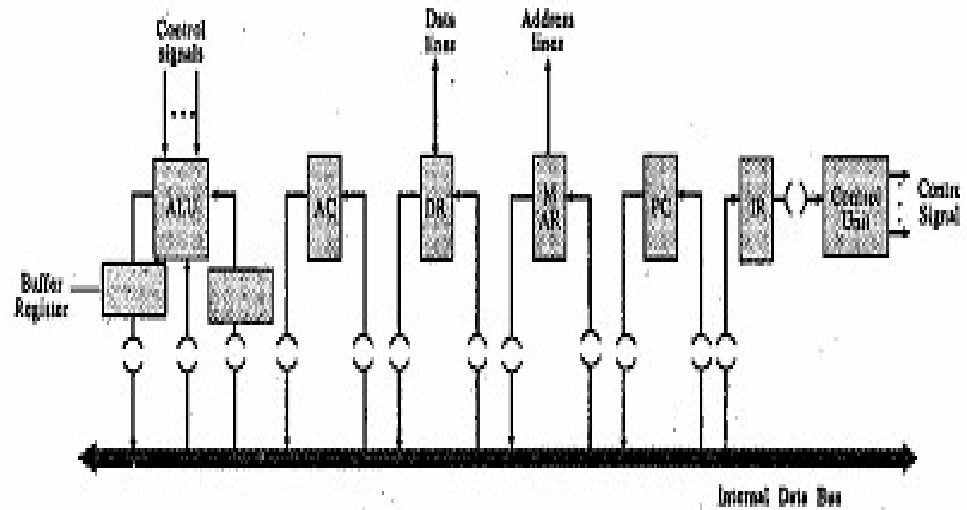 Control
signals
Data
lines
Address
lines
ALU
AC
DR
M
AR
PC
IR
Control
Unit
Contro
Signal
Buffer
Register
Internal Data Bus